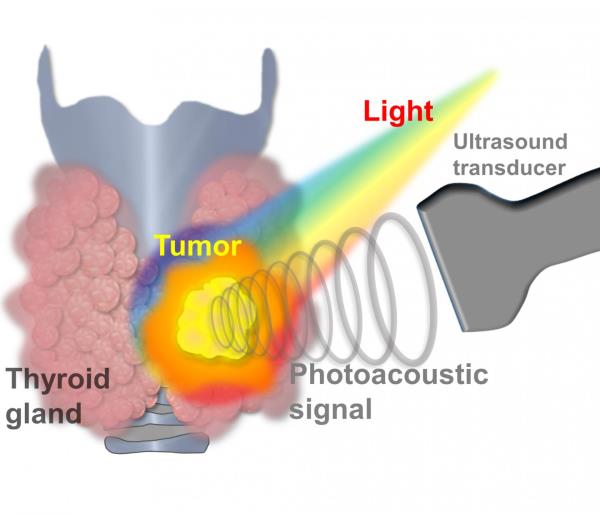 Light
Ultrasound
transducer
Tumor
Thyroid
gland
Photoacoustic
signal